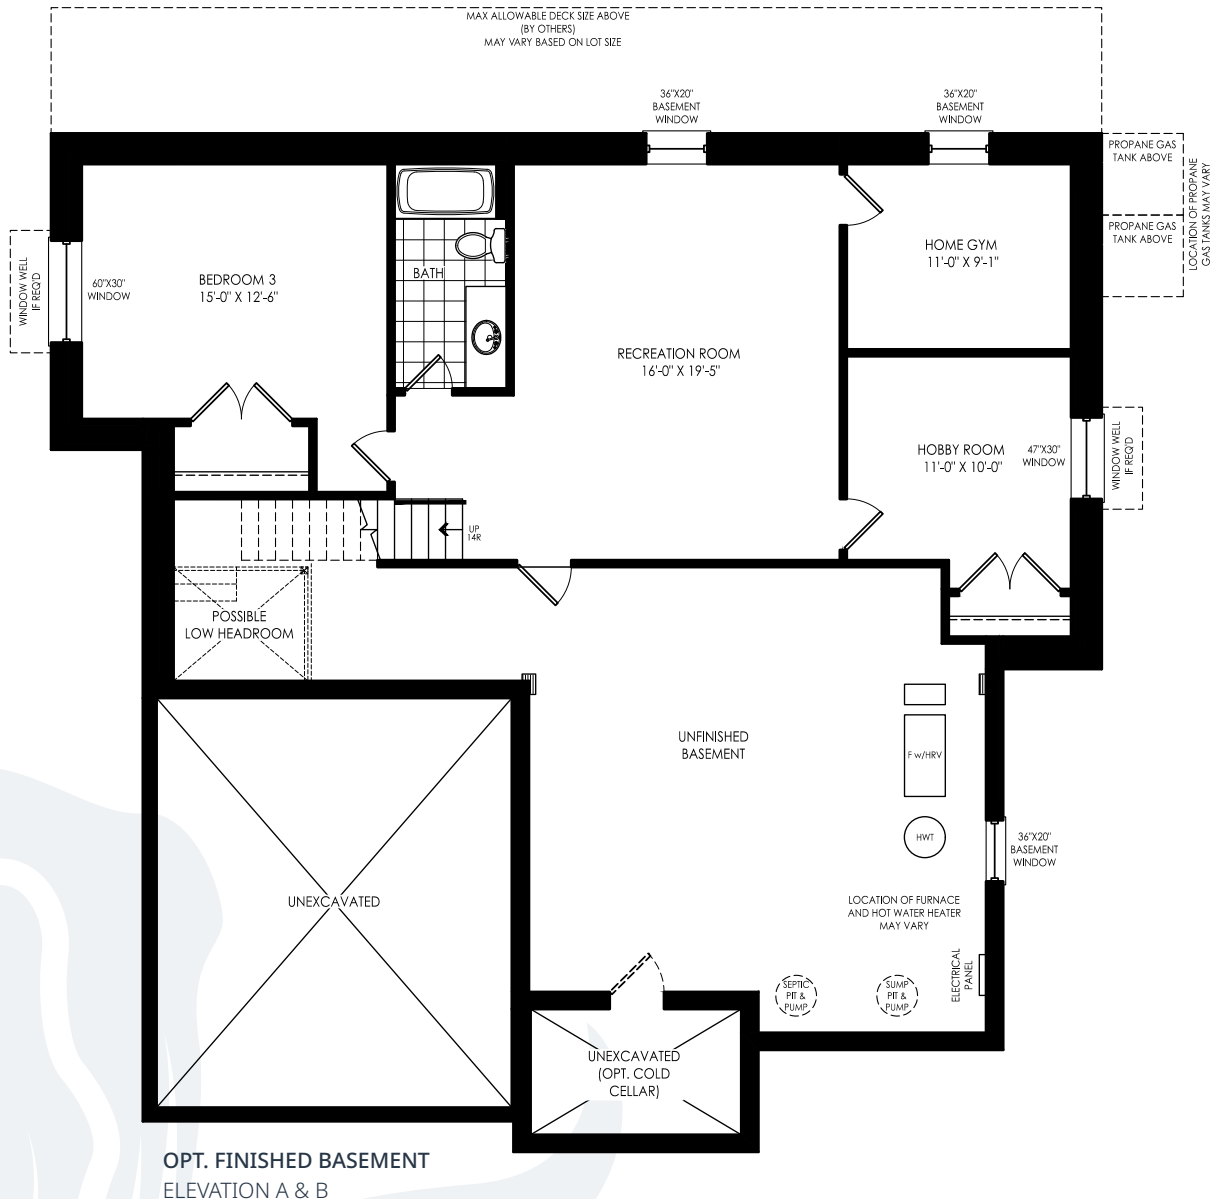 MAX ALLOWABLE DECK SIZE ABOVE
(BY OTHERS)
MAY VARY BASED ON LOT SIZE
36"X20"
BASEMENT
WINDOW
36"X20"
BASEMENT
WINDOW
PROPANE GAS
TANK ABOVE
PROPANE GAS
TANK ABOVE
LOCATION OF PROPANE
GAS TANKS MAY VARY
WINDOW WELL
IF REQ'D
60"X30"
WINDOW
BEDROOM 3
15'-0" X 12'-6"
BATH
RECREATION ROOM
16'-0" X 19'-5"
HOME GYM
11'-0" X 9'-1"
HOBBY ROOM
11'-0" X 10'-0"
47"X30"
WINDOW
WINDOW WELL
IF REQ'D
UP
14R
POSSIBLE
LOW HEADROOM
UNFINISHED
BASEMENT
F w/HRV
HWT
36"X20"
BASEMENT
WINDOW
LOCATION OF FURNACE
AND HOT WATER HEATER
MAY VARY
ELECTRICAL
PANEL
SEPTIC
PIT &
PUMP
SUMP
PIT &
PUMP
UNEXCAVATED
UNEXCAVATED
(OPT. COLD
CELLAR)
OPT. FINISHED BASEMENT
ELEVATION A & B